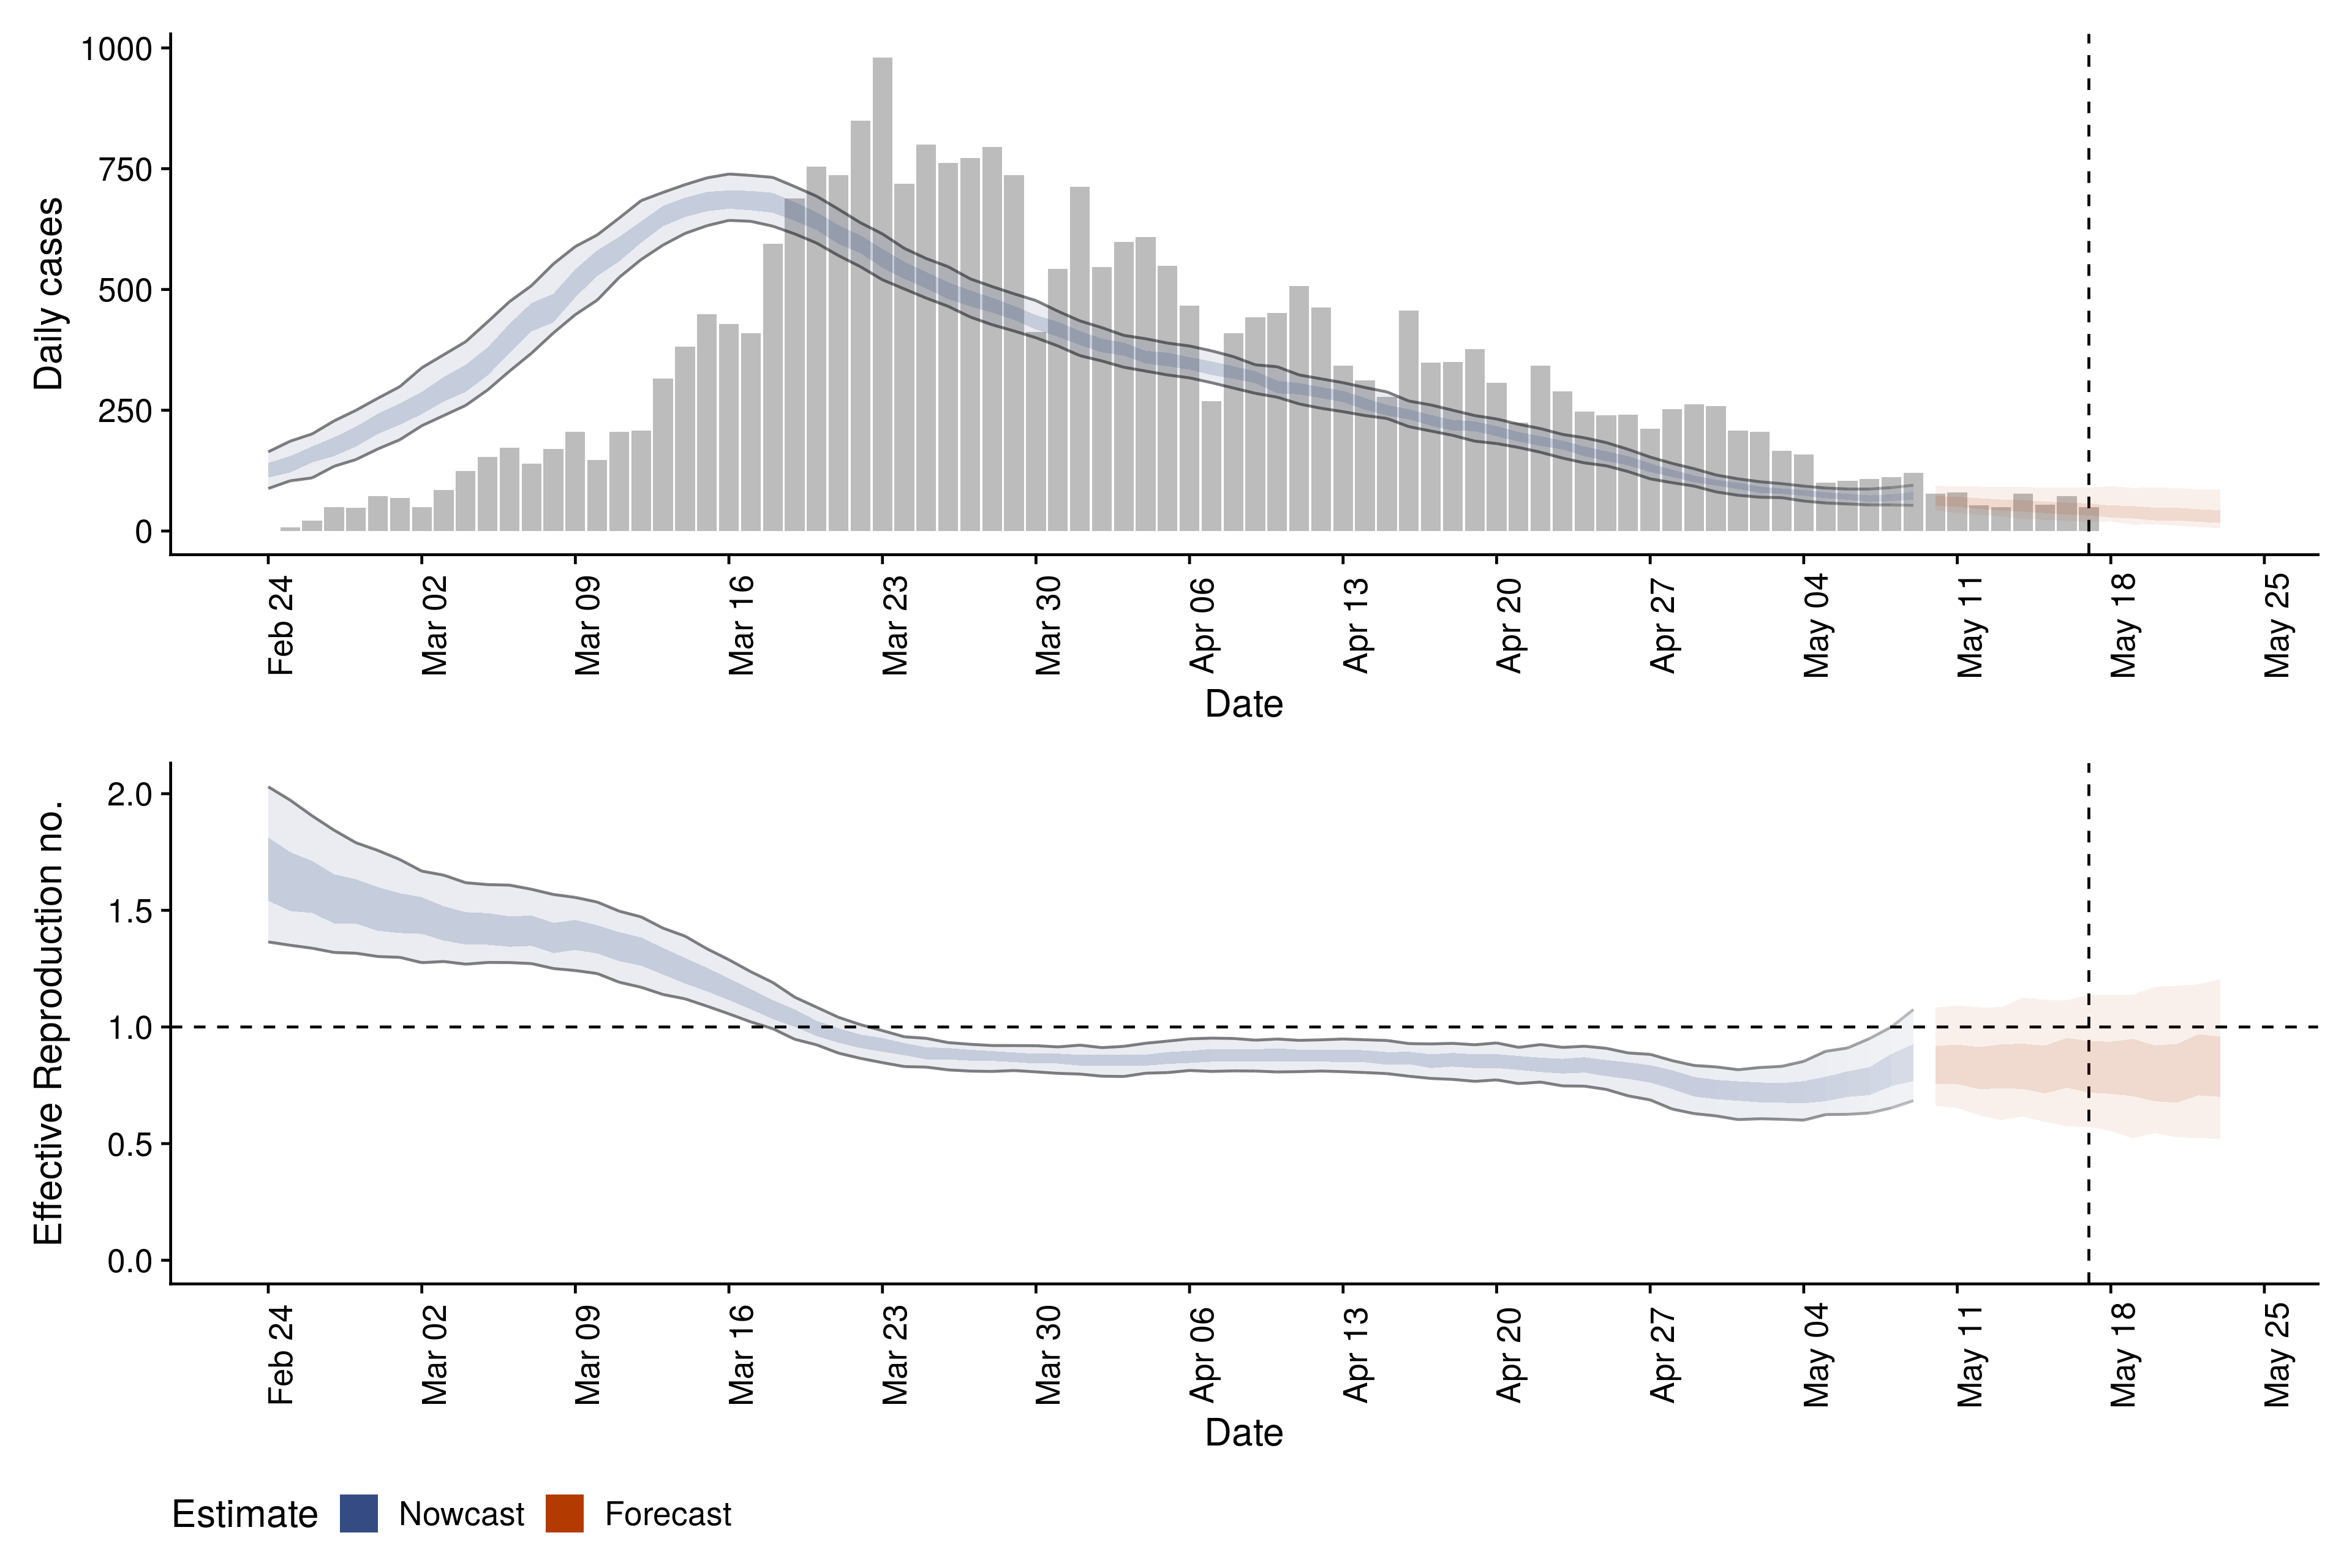 1000
750
500
250
0
Daily cases
Feb 24
Mar 02
Mar 09
Mar 16
Mar 23
Mar 30
Apr 06
Apr 13
Apr 20
Apr 27
May 04
May 11
May 18
May 25
Date
2.0
1.5
1.0
0.5
0.0
Effective Reproduction no.
Feb 24
Mar 02
Mar 09
Mar 16
Mar 23
Mar 30
Apr 06
Apr 13
Apr 20
Apr 27
May 04
May 11
May 18
May 25
Date
Estimate Nowcast Forecast